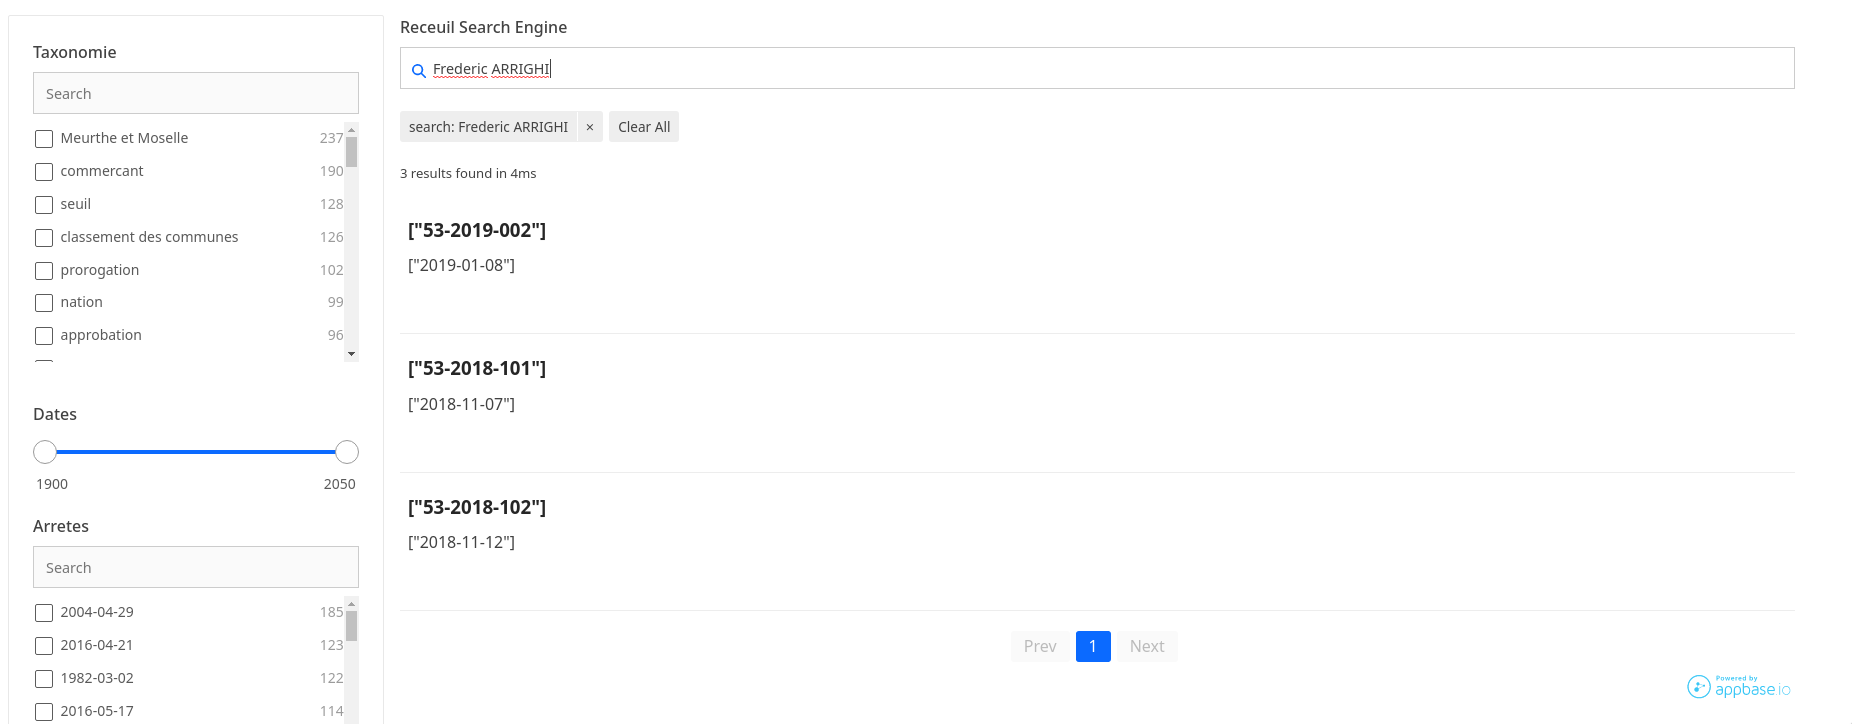 Taxonomie
Search
Meurthe et Moselle 237
commercant 190
seuil 128
classement des communes 126
prorogation 102
nation 99
approbation 96
Dates
1900 2050
Arretes
Search
2004-04-29 185
2016-04-21 123
1982-03-02 122
2016-05-17 114
Receuil Search Engine
Frederic ARRIGHI
search: Frederic ARRIGHI × Clear All
3 results found in 4ms
["53-2019-002"]
["2019-01-08"]
["53-2018-101"]
["2018-11-07"]
["53-2018-102"]
["2018-11-12"]
Prev 1 Next
Powered by
appbase.io